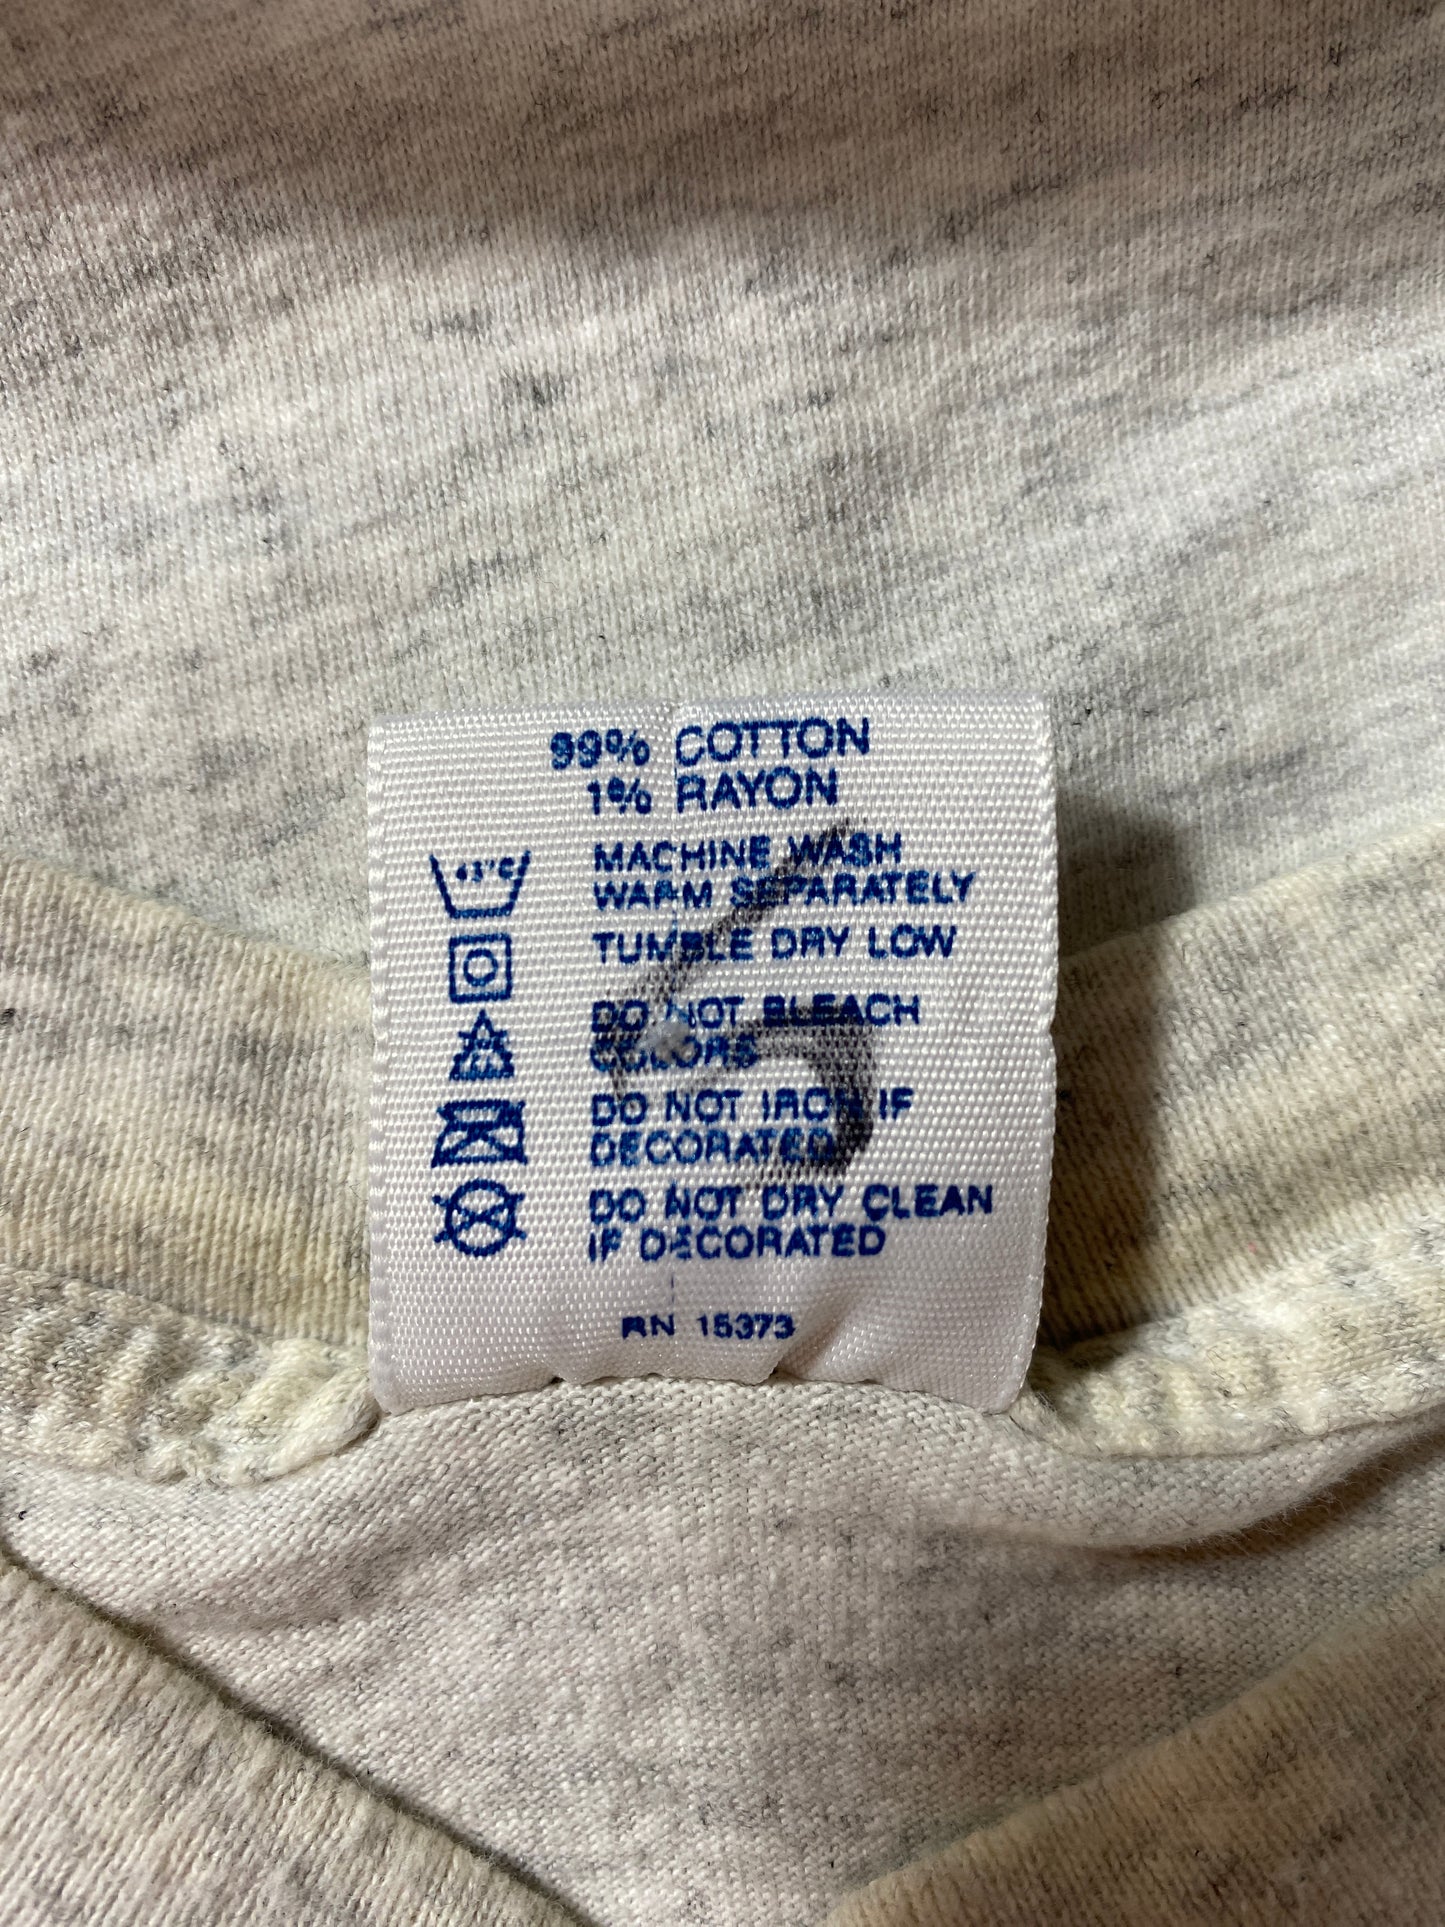 99% COTTON
1% RAYON
43°C
MACHINE WASH
WARM SEPARATELY
TUMBLE DRY LOW
DO NOT BLEACH
COLORS
DO NOT IRON IF
DECORATED
DO NOT DRY CLEAN
IF DECORATED
RN 15373